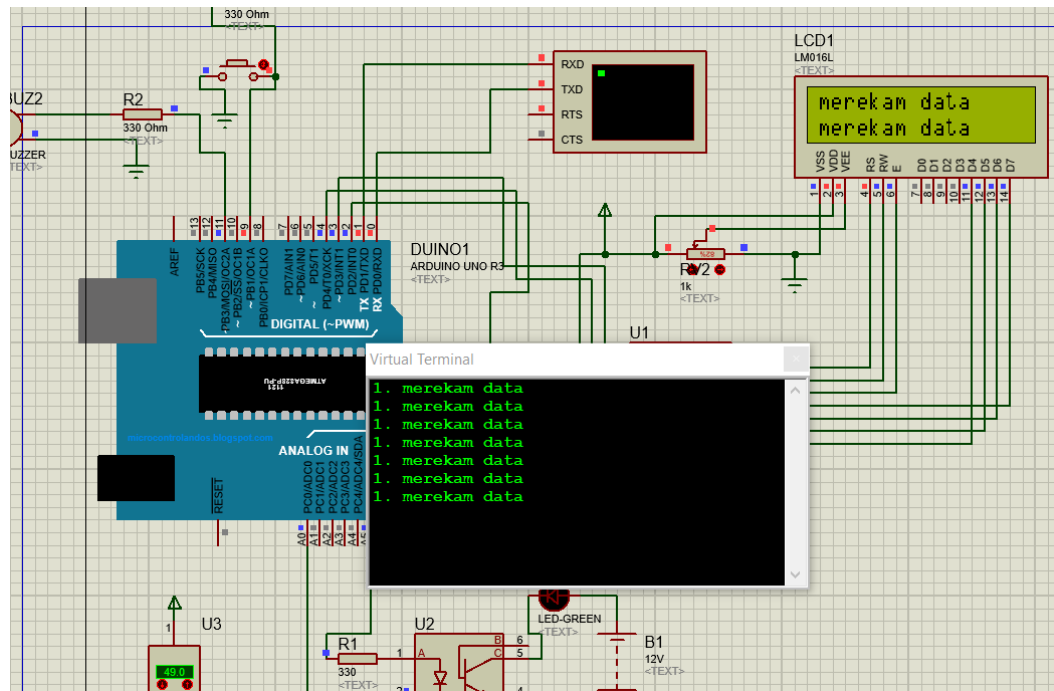 330 Ohm
<TEXT>
BUZ2
BUZZER
<TEXT>
R2
330 Ohm
<TEXT>
RXD
TXD
RTS
CTS
LCD1
LM016L
<TEXT>
merekam data
merekam data
VSS
VDD
VEE
RS
RW
E
D0
D1
D2
D3
D4
D5
D6
D7
1
2
3
4
5
6
7
8
9
10
11
12
13
14
13
12
11
10
9
8
7
6
5
4
3
2
1
0
AREF
PB5/SCK
PB4/MISO
~PB3/MOSI/OC2A
~PB2/SS/OC1B
~PB1/OC1A
PB0/ICP1/CLKO
PD7/AIN1
~PD6/AIN0
~PD5/T1
PD4/T0/XCK
~PD3/INT1
PD2/INT0
TX PD1/TXD
RX PD0/RXD
DUINO1
ARDUINO UNO R3
<TEXT>
DIGITAL (~PWM)
RV2
1k
<TEXT>
U1
ATMEGA328P-PU
1121
microcontrolandos.blogspot.com
ANALOG IN
RESET
PC0/ADC0
PC1/ADC1
PC2/ADC2
PC3/ADC3
PC4/ADC4/SDA
A0
A1
A2
A3
A4
A5
Virtual Terminal
1. merekam data
1. merekam data
1. merekam data
1. merekam data
1. merekam data
1. merekam data
1. merekam data
U3
1
49.0
R1
330
<TEXT>
U2
1
A
B
C
6
5
4
LED-GREEN
<TEXT>
B1
12V
<TEXT>